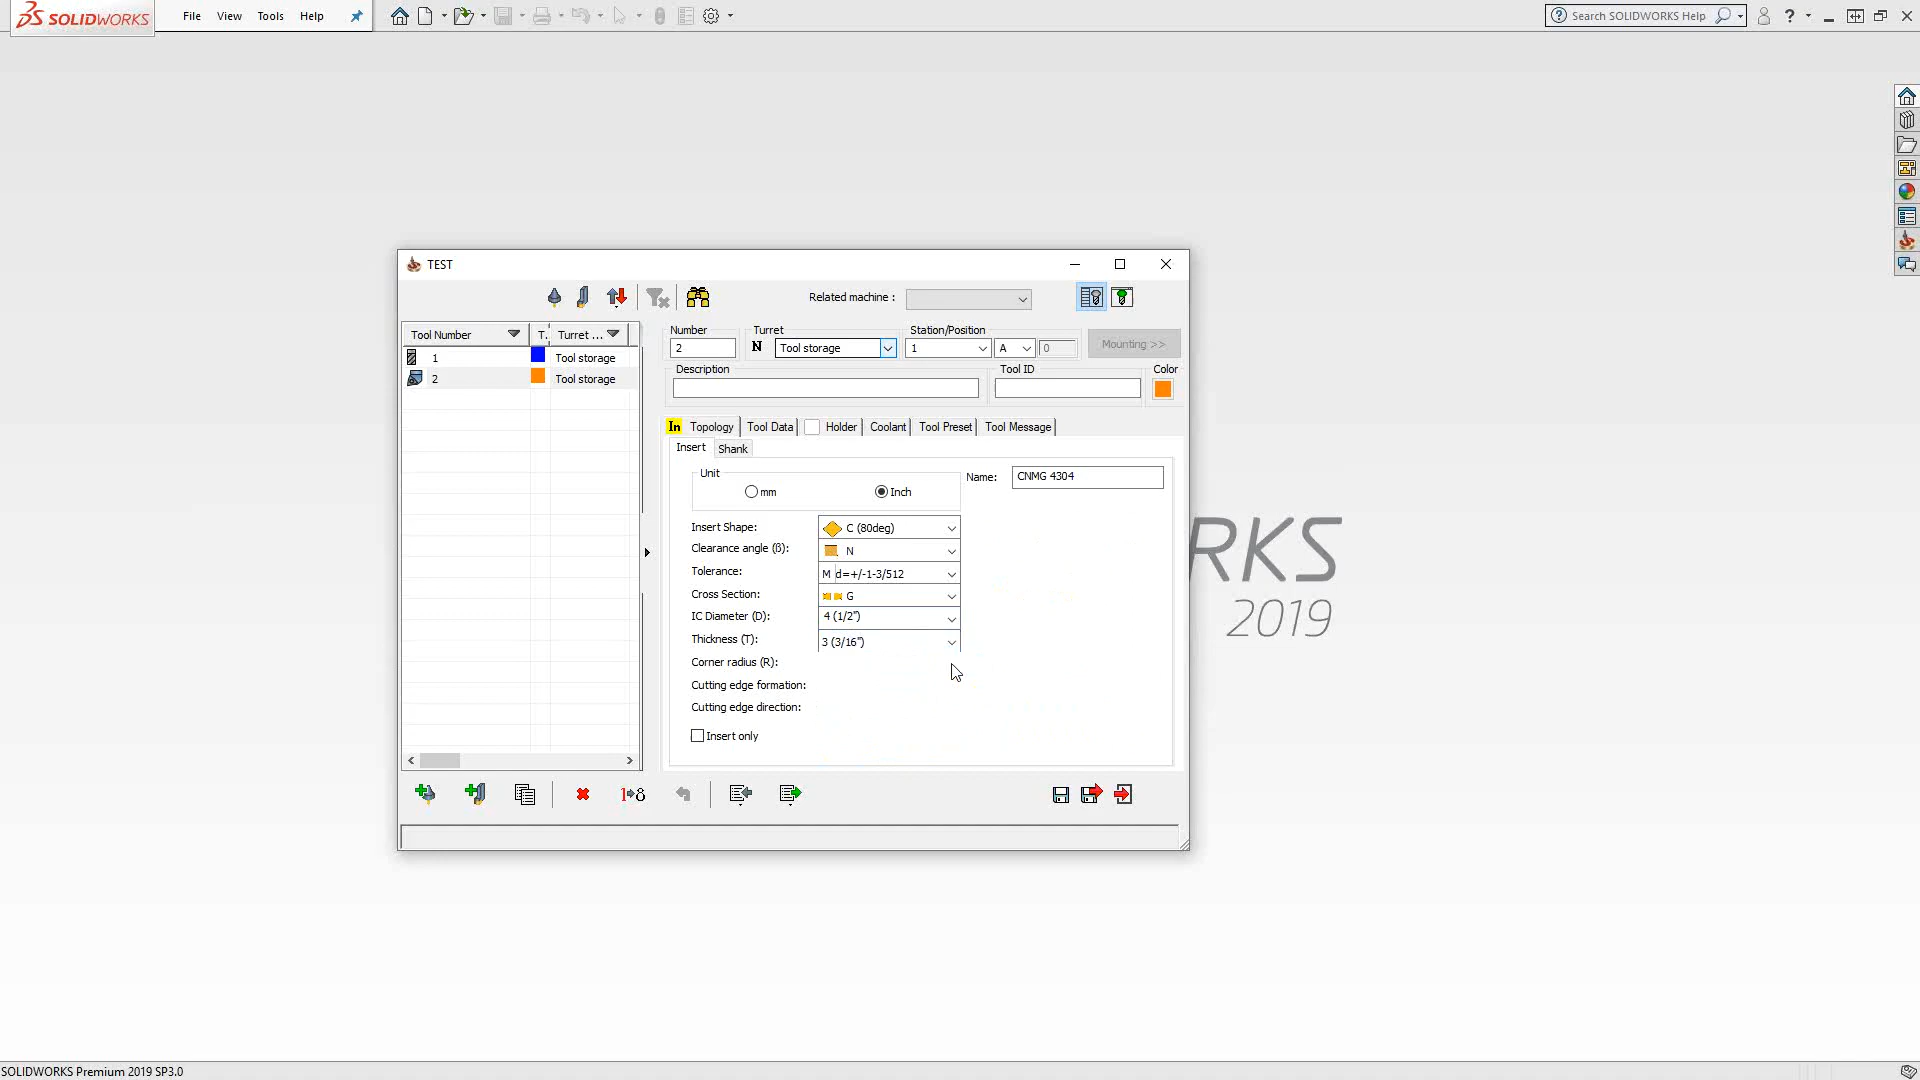 SOLIDWORKS File View Tools Help Search SOLIDWORKS Help ?
TEST
Related machine :
Tool Number T. Turret ...
1 Tool storage
2 Tool storage
Number Turret Station/Position
2 N Tool storage 1 A 0 Mounting >>
Description Tool ID Color
In Topology Tool Data Holder Coolant Tool Preset Tool Message
Insert Shank
Unit
mm Inch
Name: CNMG 4304
Insert Shape: C (80deg)
Clearance angle (β): N
Tolerance: M d=+/-1-3/512
Cross Section: G
IC Diameter (D): 4 (1/2")
Thickness (T): 3 (3/16")
Corner radius (R):
Cutting edge formation:
Cutting edge direction:
Insert only
1 8
RKS
2019
SOLIDWORKS Premium 2019 SP3.0